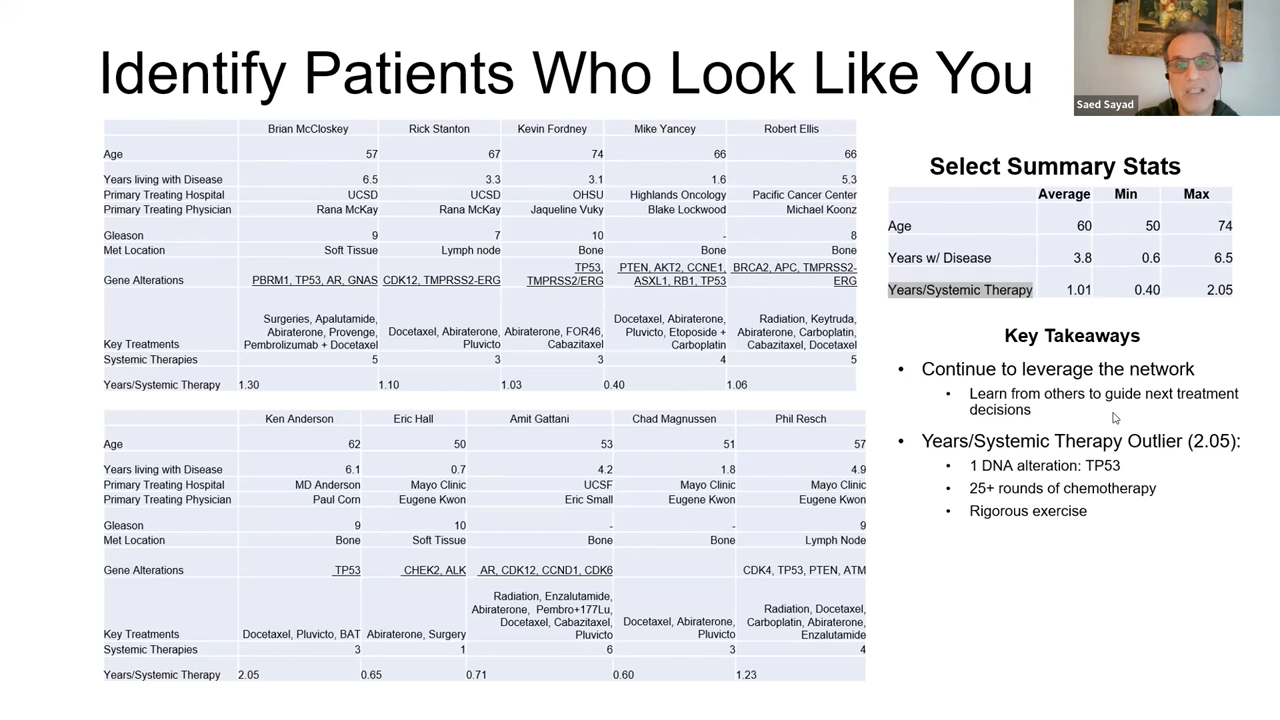 Identify Patients Who Look Like You
Saed Sayad
Brian McCloskey Rick Stanton Kevin Fordney Mike Yancey Robert Ellis
Age 57 67 74 66 66
Years living with Disease 6.5 3.3 3.1 1.6 5.3
Primary Treating Hospital UCSD UCSD OHSU Highlands Oncology Pacific Cancer Center
Primary Treating Physician Rana McKay Rana McKay Jaqueline Vuky Blake Lockwood Michael Koonz
Gleason 9 7 10 - 8
Met Location Soft Tissue Lymph node Bone Bone Bone
TP53, PTEN, AKT2, CCNE1, BRCA2, APC, TMPRSS2-
Gene Alterations PBRM1, TP53, AR, GNAS CDK12, TMPRSS2-ERG TMPRSS2/ERG ASXL1, RB1, TP53 ERG
Surgeries, Apalutamide, Docetaxel, Abiraterone, Radiation, Keytruda,
Abiraterone, Provenge, Docetaxel, Abiraterone, Abiraterone, FOR46, Pluvicto, Etoposide + Abiraterone, Carboplatin,
Key Treatments Pembrolizumab + Docetaxel Pluvicto Cabazitaxel Carboplatin Cabazitaxel, Docetaxel
Systemic Therapies 5 3 3 4 5
Years/Systemic Therapy 1.30 1.10 1.03 0.40 1.06
Ken Anderson Eric Hall Amit Gattani Chad Magnussen Phil Resch
Age 62 50 53 51 57
Years living with Disease 6.1 0.7 4.2 1.8 4.9
Primary Treating Hospital MD Anderson Mayo Clinic UCSF Mayo Clinic Mayo Clinic
Primary Treating Physician Paul Corn Eugene Kwon Eric Small Eugene Kwon Eugene Kwon
Gleason 9 10 - - 9
Met Location Bone Soft Tissue Bone Bone Lymph Node
Gene Alterations TP53 CHEK2, ALK AR, CDK12, CCND1, CDK6 CDK4, TP53, PTEN, ATM
Radiation, Enzalutamide,
Abiraterone, Pembro+177Lu, Radiation, Docetaxel,
Docetaxel, Cabazitaxel, Docetaxel, Abiraterone, Carboplatin, Abiraterone,
Key Treatments Docetaxel, Pluvicto, BAT Abiraterone, Surgery Pluvicto Pluvicto Enzalutamide
Systemic Therapies 3 1 6 3 4
Years/Systemic Therapy 2.05 0.65 0.71 0.60 1.23
Select Summary Stats
Average Min Max
Age 60 50 74
Years w/ Disease 3.8 0.6 6.5
Years/Systemic Therapy 1.01 0.40 2.05
Key Takeaways
• Continue to leverage the network
• Learn from others to guide next treatment
decisions
• Years/Systemic Therapy Outlier (2.05):
• 1 DNA alteration: TP53
• 25+ rounds of chemotherapy
• Rigorous exercise